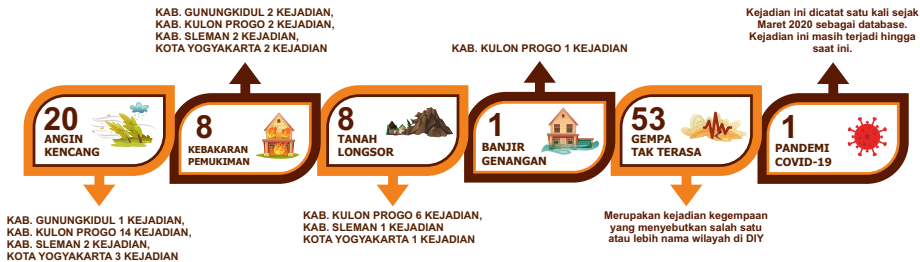 KAB. GUNUNGKIDUL 2 KEJADIAN,
KAB. KULON PROGO 2 KEJADIAN,
KAB. SLEMAN 2 KEJADIAN,
KOTA YOGYAKARTA 2 KEJADIAN
KAB. KULON PROGO 1 KEJADIAN
Kejadian ini dicatat satu kali sejak
Maret 2020 sebagai database.
Kejadian ini masih terjadi hingga
saat ini.
20
ANGIN
KENCANG
8
KEBAKARAN
PEMUKIMAN
8
TANAH
LONGSOR
1
BANJIR
GENANGAN
53
GEMPA
TAK TERASA
1
PANDEMI
COVID-19
KAB. GUNUNGKIDUL 1 KEJADIAN,
KAB. KULON PROGO 14 KEJADIAN,
KAB. SLEMAN 2 KEJADIAN,
KOTA YOGYAKARTA 3 KEJADIAN
KAB. KULON PROGO 6 KEJADIAN,
KAB. SLEMAN 1 KEJADIAN
KOTA YOGYAKARTA 1 KEJADIAN
Merupakan kejadian kegempaan
yang menyebutkan salah satu
atau lebih nama wilayah di DIY